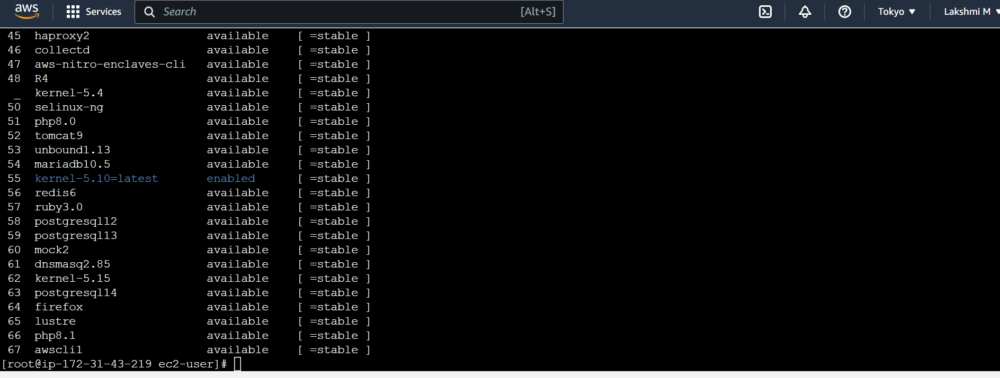 aws Services Search [Alt+S] Tokyo Lakshmi M
45 haproxy2 available [ =stable ]
46 collectd available [ =stable ]
47 aws-nitro-enclaves-cli available [ =stable ]
48 R4 available [ =stable ]
_ kernel-5.4 available [ =stable ]
50 selinux-ng available [ =stable ]
51 php8.0 available [ =stable ]
52 tomcat9 available [ =stable ]
53 unbound1.13 available [ =stable ]
54 mariadb10.5 available [ =stable ]
55 kernel-5.10=latest enabled [ =stable ]
56 redis6 available [ =stable ]
57 ruby3.0 available [ =stable ]
58 postgresql12 available [ =stable ]
59 postgresql13 available [ =stable ]
60 mock2 available [ =stable ]
61 dnsmasq2.85 available [ =stable ]
62 kernel-5.15 available [ =stable ]
63 postgresql14 available [ =stable ]
64 firefox available [ =stable ]
65 lustre available [ =stable ]
66 php8.1 available [ =stable ]
67 awscli1 available [ =stable ]
[root@ip-172-31-43-219 ec2-user]#